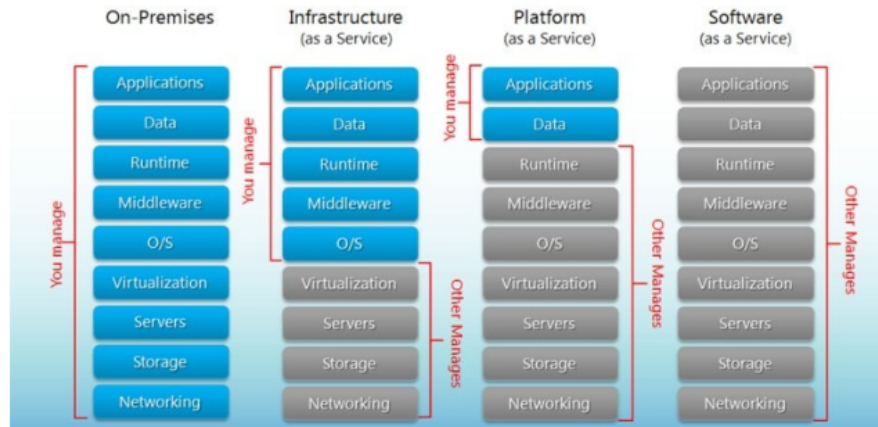 On-Premises
You manage
Applications
Data
Runtime
Middleware
O/S
Virtualization
Servers
Storage
Networking
Infrastructure
(as a Service)
You manage
Applications
Data
Runtime
Middleware
O/S
Virtualization
Servers
Storage
Networking
Other Manages
Platform
(as a Service)
You manage
Applications
Data
Runtime
Middleware
O/S
Virtualization
Servers
Storage
Networking
Other Manages
Software
(as a Service)
Applications
Data
Runtime
Middleware
O/S
Virtualization
Servers
Storage
Networking
Other Manages